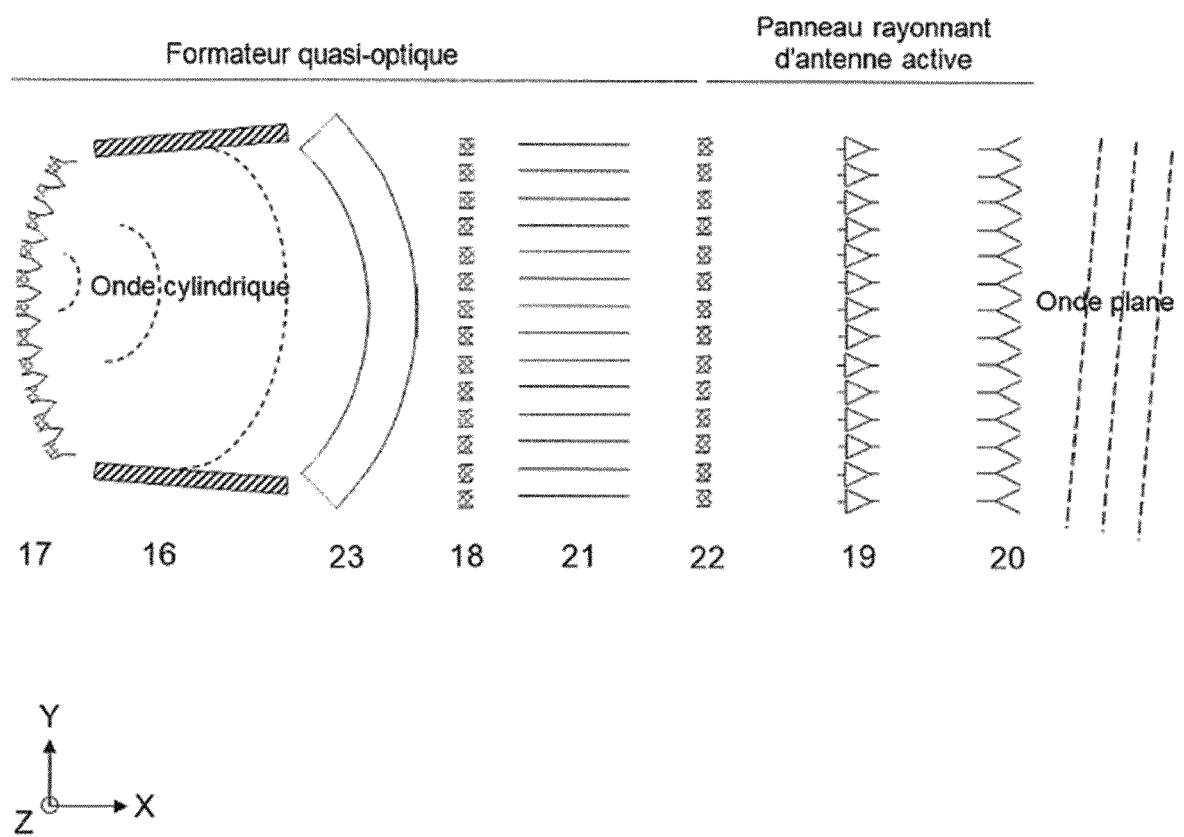 Formateur quasi-optique
Panneau rayonnant
d'antenne active
Onde cylindrique
Onde plane
17 16 23 18 21 22 19 20
Y
Z X